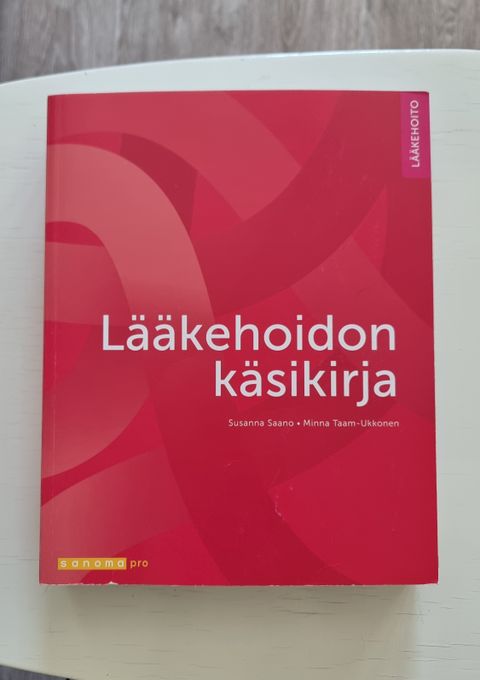 LÄÄKEHOITO
Lääkehoidon
käsikirja
Susanna Saano • Minna Taam-Ukkonen
sanoma pro